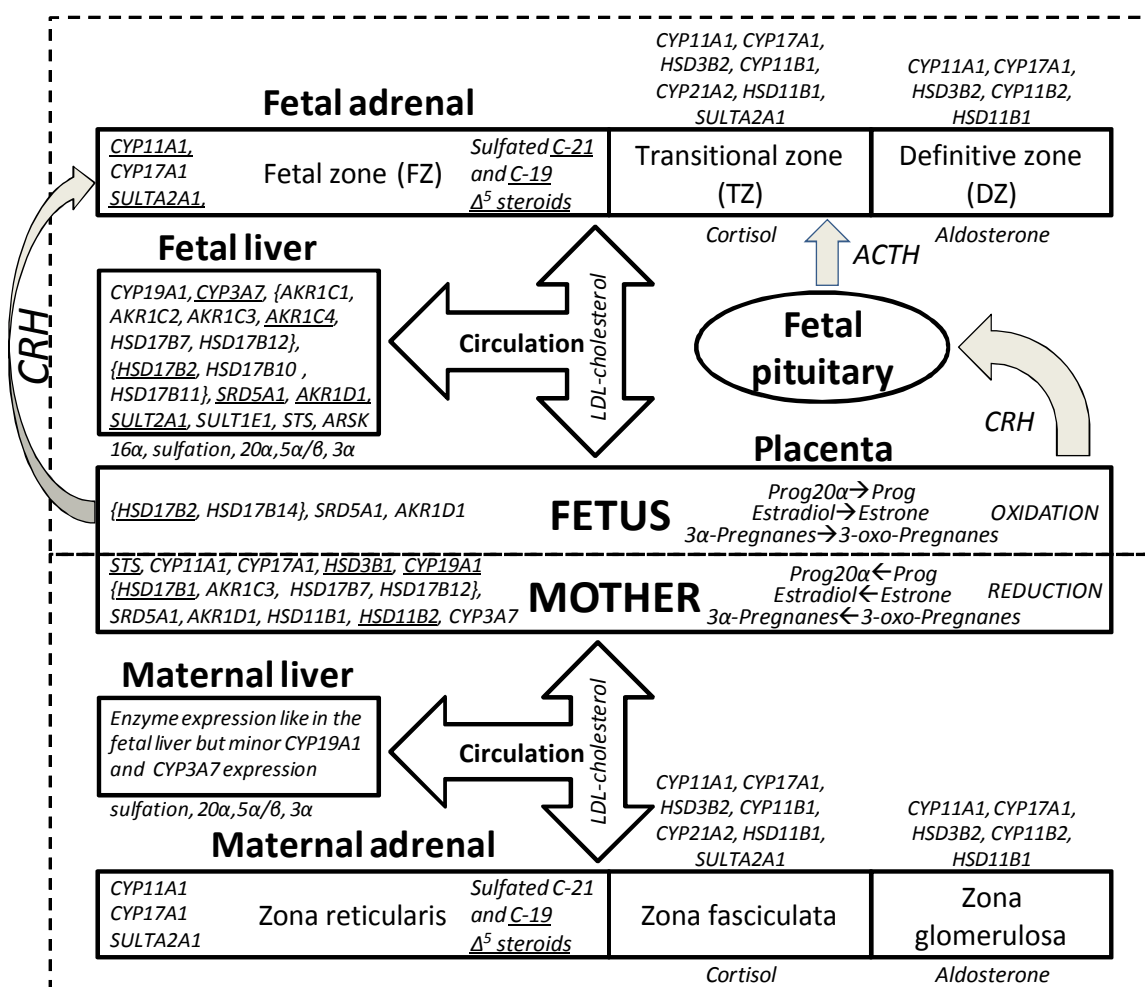 CYP11A1, CYP17A1,
HSD3B2, CYP11B1,
CYP21A2, HSD11B1,
SULTA2A1
CYP11A1, CYP17A1,
HSD3B2, CYP11B2,
HSD11B1
Fetal adrenal
CYP11A1,
CYP17A1
SULTA2A1,
Fetal zone (FZ)
Sulfated C-21
and C-19
Δ⁵ steroids
Transitional zone
(TZ)
Definitive zone
(DZ)
Cortisol
Aldosterone
ACTH
Fetal liver
CYP19A1, CYP3A7, {AKR1C1,
AKR1C2, AKR1C3, AKR1C4,
HSD17B7, HSD17B12},
{HSD17B2, HSD17B10 ,
HSD17B11}, SRD5A1, AKR1D1,
SULT2A1, SULT1E1, STS, ARSK
16α, sulfation, 20α,5α/β, 3α
Circulation
LDL-cholesterol
Fetal
pituitary
CRH
CRH
Placenta
{HSD17B2, HSD17B14}, SRD5A1, AKR1D1
FETUS
Prog20α→Prog
Estradiol→Estrone
3α-Pregnanes→3-oxo-Pregnanes
OXIDATION
STS, CYP11A1, CYP17A1, HSD3B1, CYP19A1
{HSD17B1, AKR1C3, HSD17B7, HSD17B12},
SRD5A1, AKR1D1, HSD11B1, HSD11B2, CYP3A7
MOTHER
Prog20α←Prog
Estradiol←Estrone
3α-Pregnanes←3-oxo-Pregnanes
REDUCTION
Maternal liver
Enzyme expression like in the
fetal liver but minor CYP19A1
and CYP3A7 expression
sulfation, 20α,5α/β, 3α
Circulation
LDL-cholesterol
CYP11A1, CYP17A1,
HSD3B2, CYP11B1,
CYP21A2, HSD11B1,
SULTA2A1
CYP11A1, CYP17A1,
HSD3B2, CYP11B2,
HSD11B1
Maternal adrenal
CYP11A1
CYP17A1
SULTA2A1
Zona reticularis
Sulfated C-21
and C-19
Δ⁵ steroids
Zona fasciculata
Zona
glomerulosa
Cortisol
Aldosterone